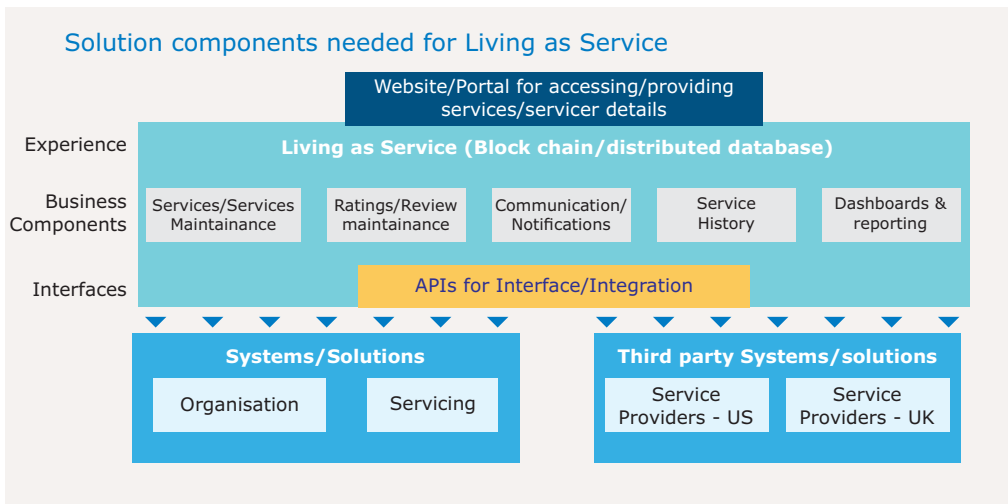 Solution components needed for Living as Service
Website/Portal for accessing/providing
services/servicer details
Experience
Living as Service (Block chain/distributed database)
Business
Components
Services/Services
Maintainance
Ratings/Review
maintainance
Communication/
Notifications
Service
History
Dashboards &
reporting
Interfaces
APIs for Interface/Integration
Systems/Solutions
Organisation
Servicing
Third party Systems/solutions
Service
Providers - US
Service
Providers - UK